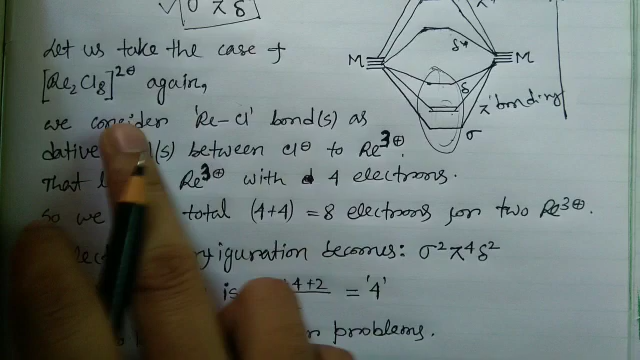 σ π δ
π*
Let us take the case of
M M
δ*
[Re2Cl8]2⊖ again,
δ
we consider 'Re-Cl' bond(s) as
π bonding
σ
dative (s) between Cl⊖ to Re3⊕.
That Re3⊕ with 4 electrons.
So we total (4+4) = 8 electrons for two Re3⊕.
figuration becomes: σ2π4δ2
is 4+2 = '4'
problems.